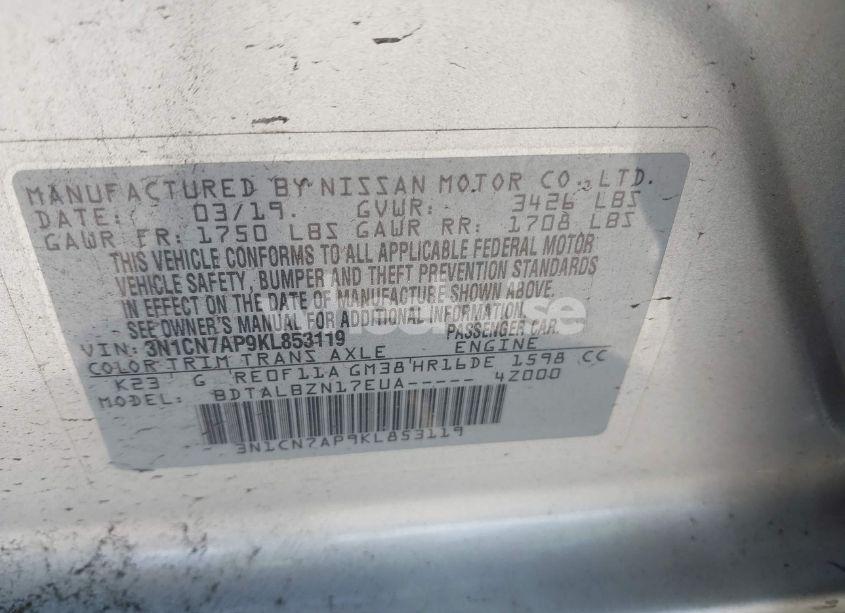 MANUFACTURED BY NISSAN MOTOR CO., LTD.
DATE: 03/19. GVWR: 3426 LBS
GAWR FR: 1750 LBS GAWR RR: 1708 LBS
THIS VEHICLE CONFORMS TO ALL APPLICABLE FEDERAL MOTOR
VEHICLE SAFETY, BUMPER AND THEFT PREVENTION STANDARDS
IN EFFECT ON THE DATE OF MANUFACTURE SHOWN ABOVE.
SEE OWNER'S MANUAL FOR ADDITIONAL INFORMATION.
VIN: 3N1CN7AP9KL853119 PASSENGER CAR.
COLOR TRIM TRANS AXLE ENGINE
K23 G RE0F11A GM38 HR16DE 1598 CC
BDTALBZN17EUA----- 4Z000
3N1CN7AP9KL853119